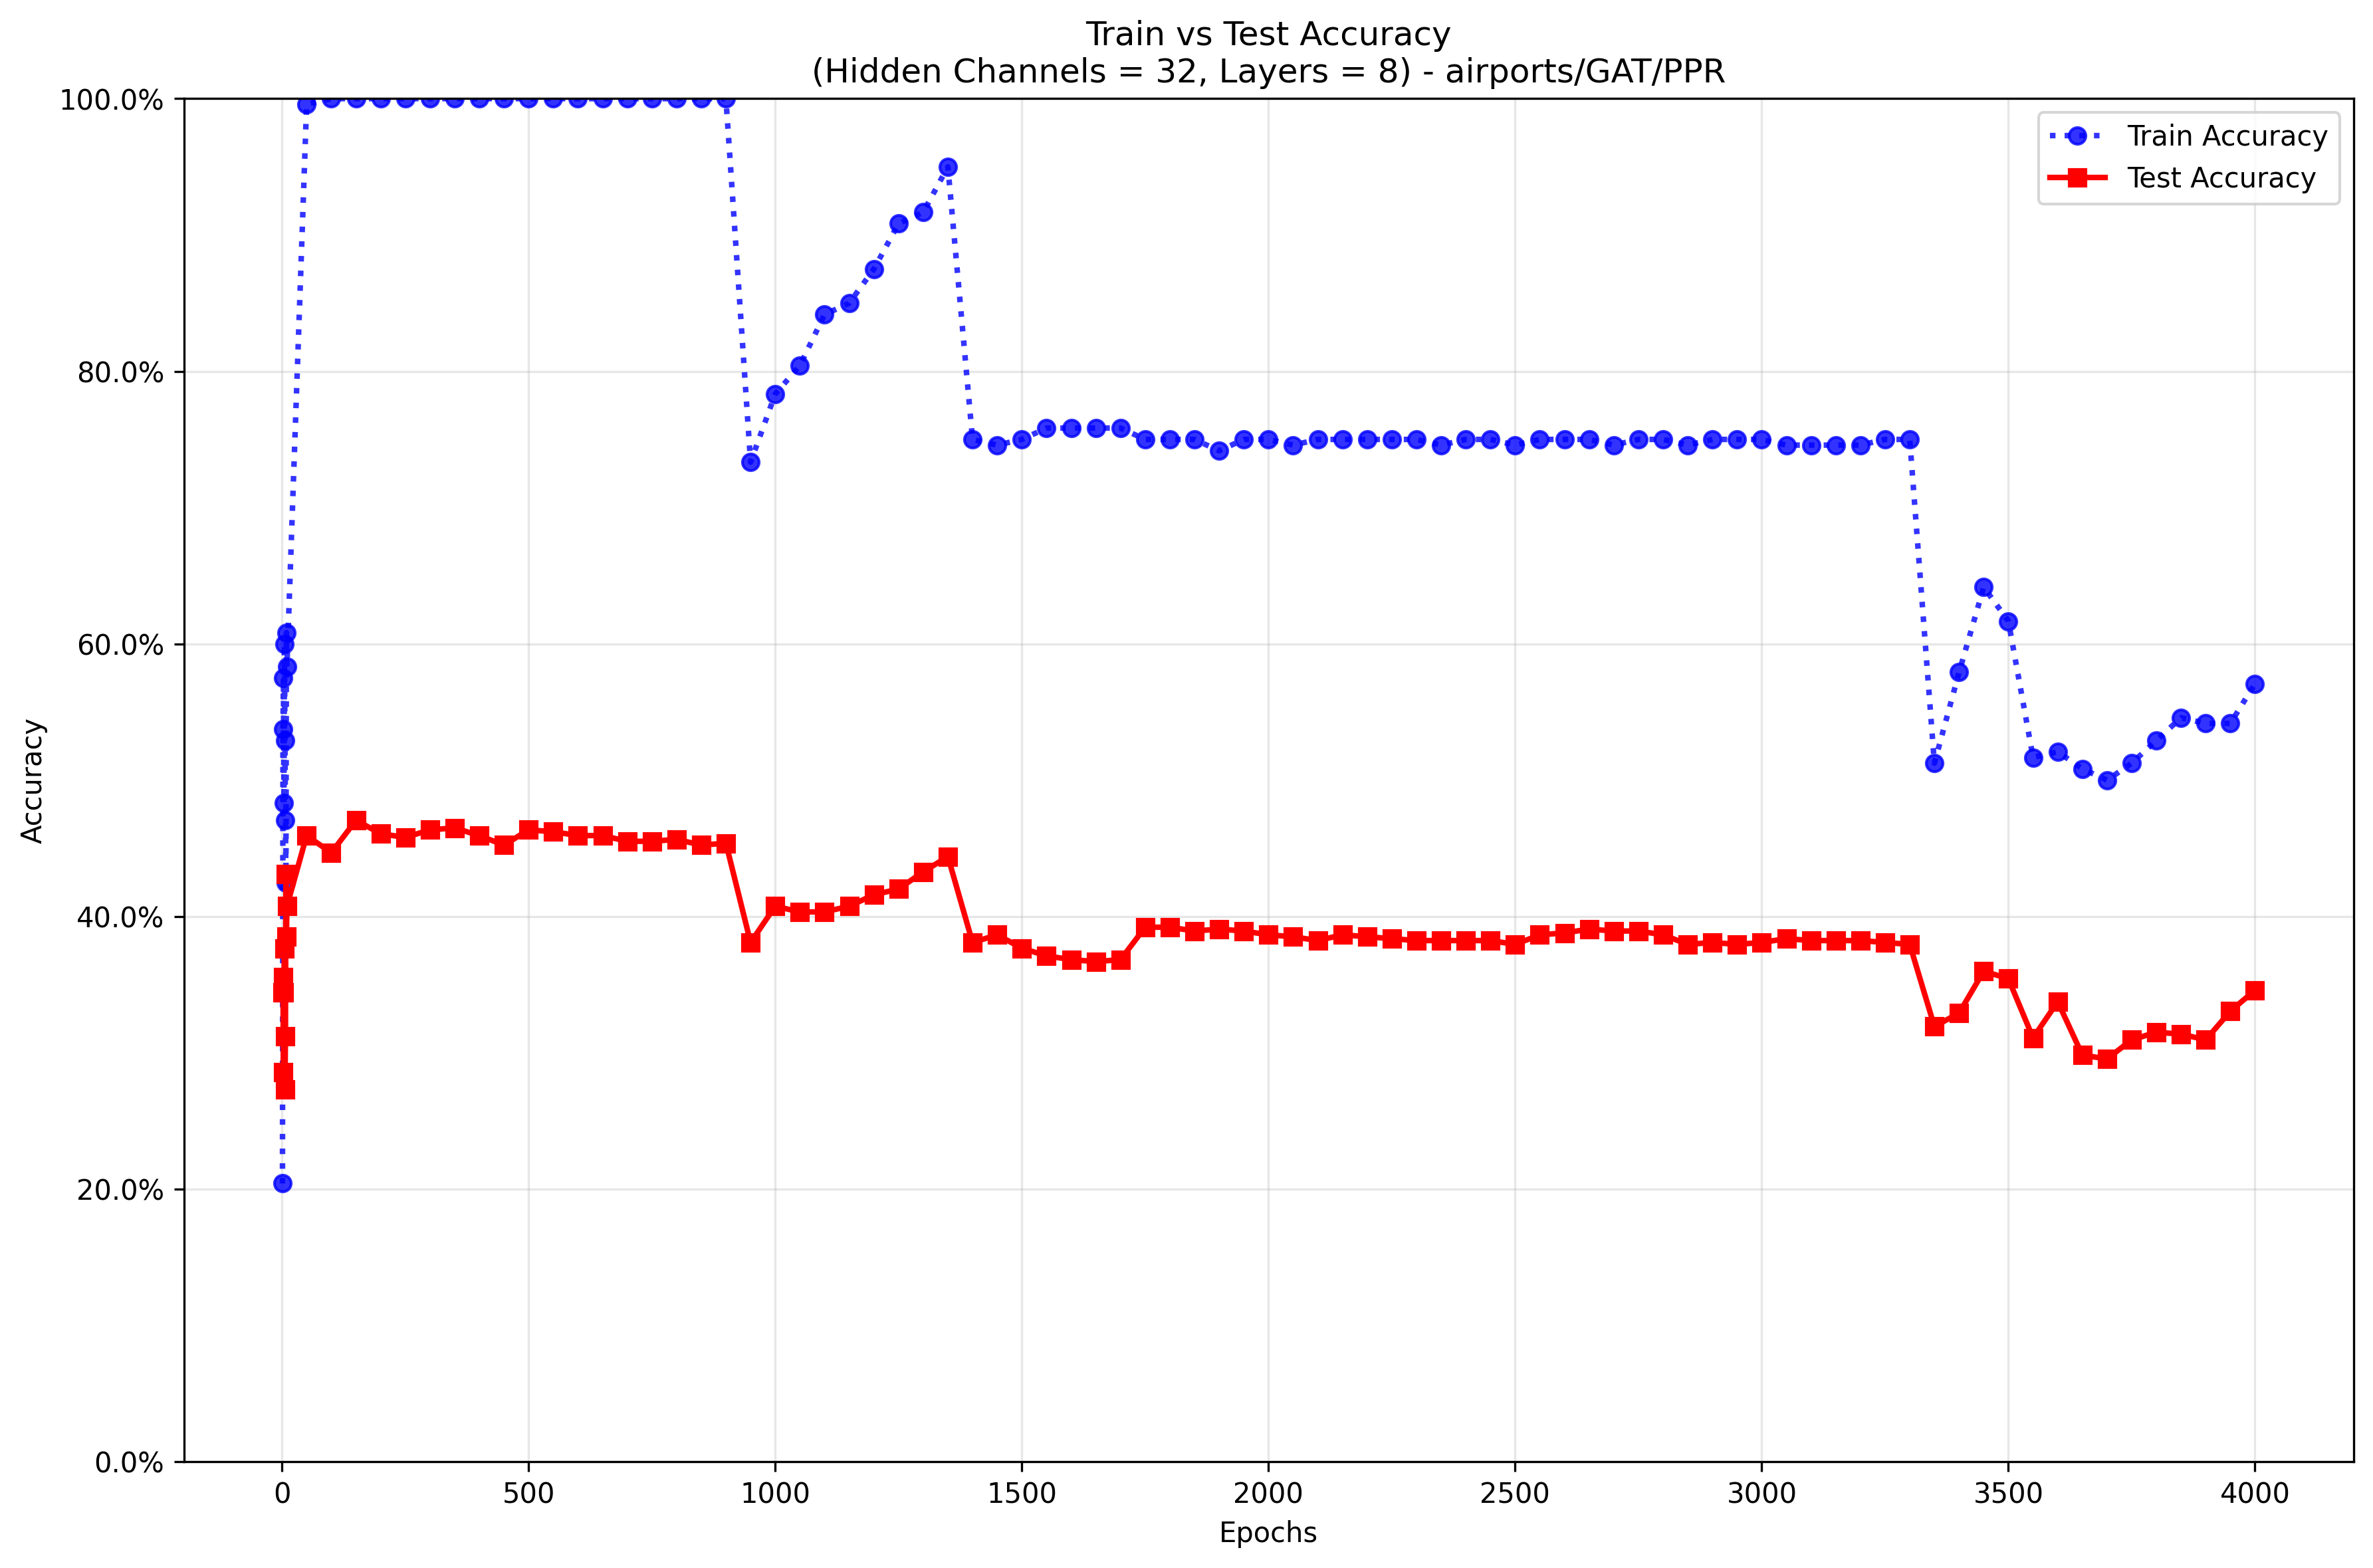 Train vs Test Accuracy
(Hidden Channels = 32, Layers = 8) - airports/GAT/PPR
Train Accuracy
Test Accuracy
Accuracy
100.0%
80.0%
60.0%
40.0%
20.0%
0.0%
0 500 1000 1500 2000 2500 3000 3500 4000
Epochs